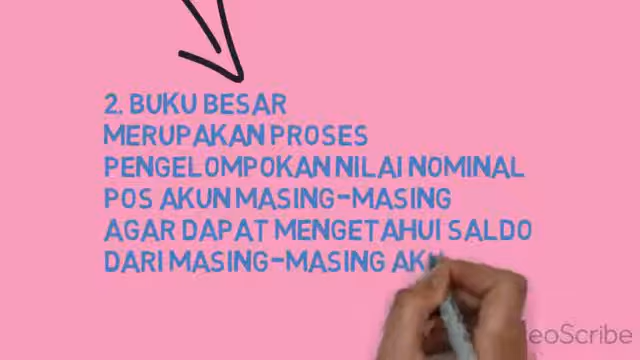 2. BUKU BESAR
MERUPAKAN PROSES
PENGELOMPOKAN NILAI NOMINAL
POS AKUN MASING-MASING
AGAR DAPAT MENGETAHUI SALDO
DARI MASING-MASING